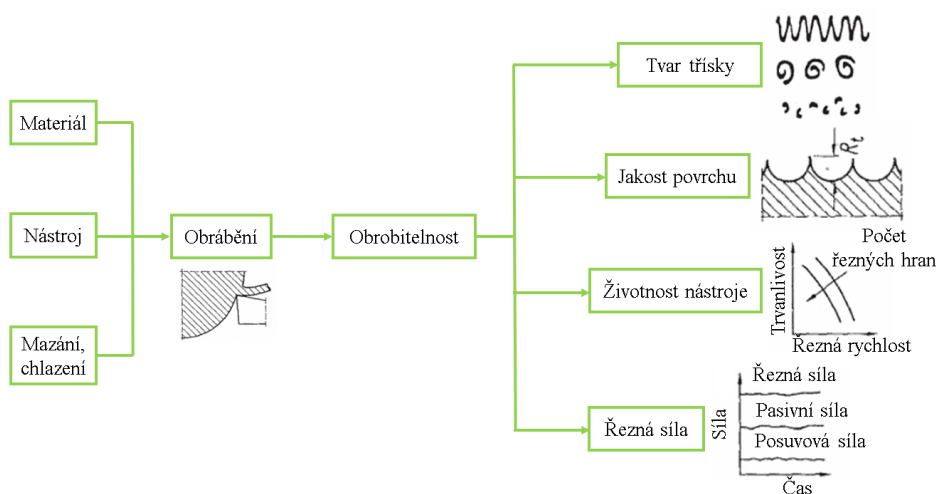 Materiál
Nástroj
Mazání,
chlazení
Obrábění
Obrobitelnost
Tvar třísky
Jakost povrchu
Rt
Životnost nástroje
Počet
řezných hran
Trvanlivost
Řezná rychlost
Řezná síla
Síla
Řezná síla
Pasivní síla
Posuvová síla
Čas